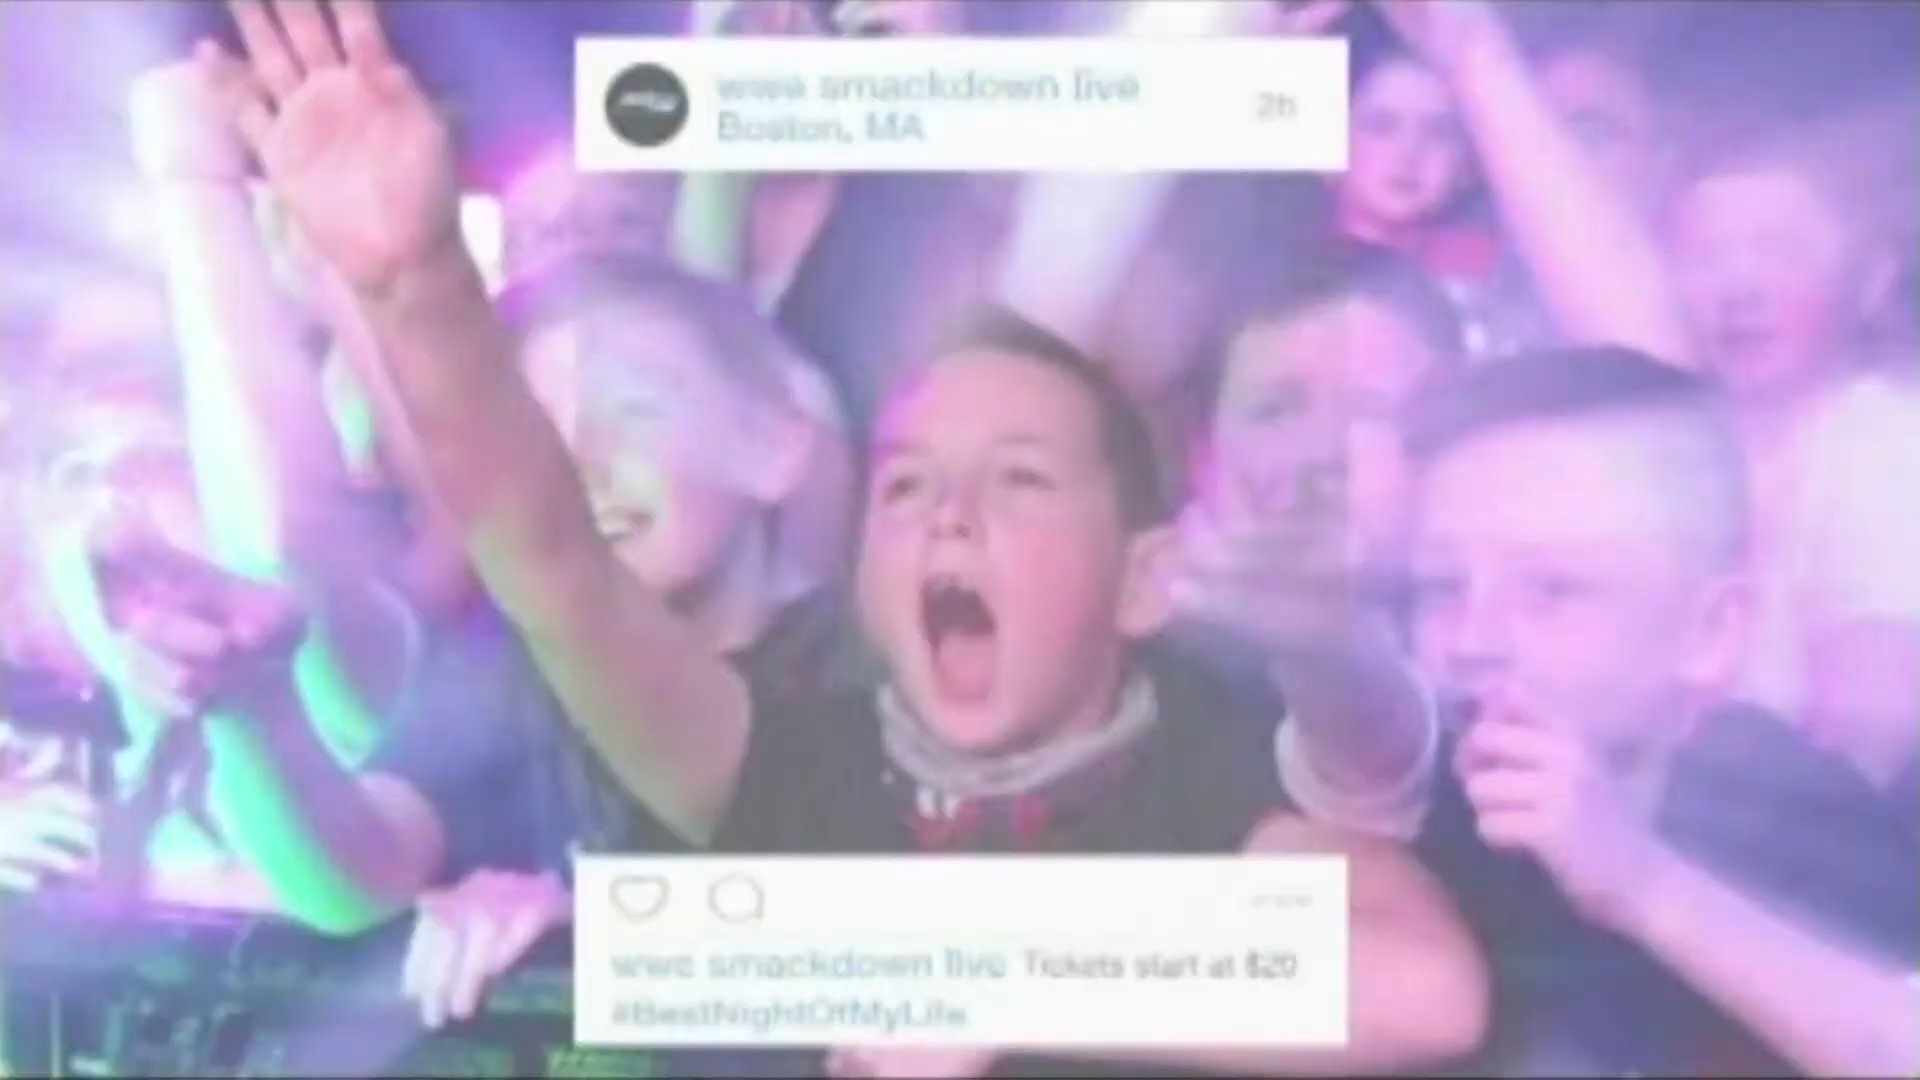 wwe smackdown live
Boston, MA
2h
wwe smackdown live Tickets start at $20
#BestNightOfMyLife